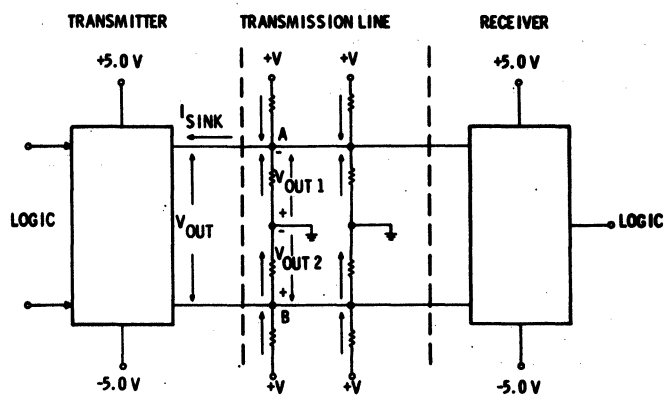 TRANSMITTER TRANSMISSION LINE RECEIVER
+5.0 V +V +V +5.0 V
I SINK
A
-
V OUT 1
LOGIC V OUT + LOGIC
-
V OUT 2
+
B
-5.0 V +V +V -5.0 V